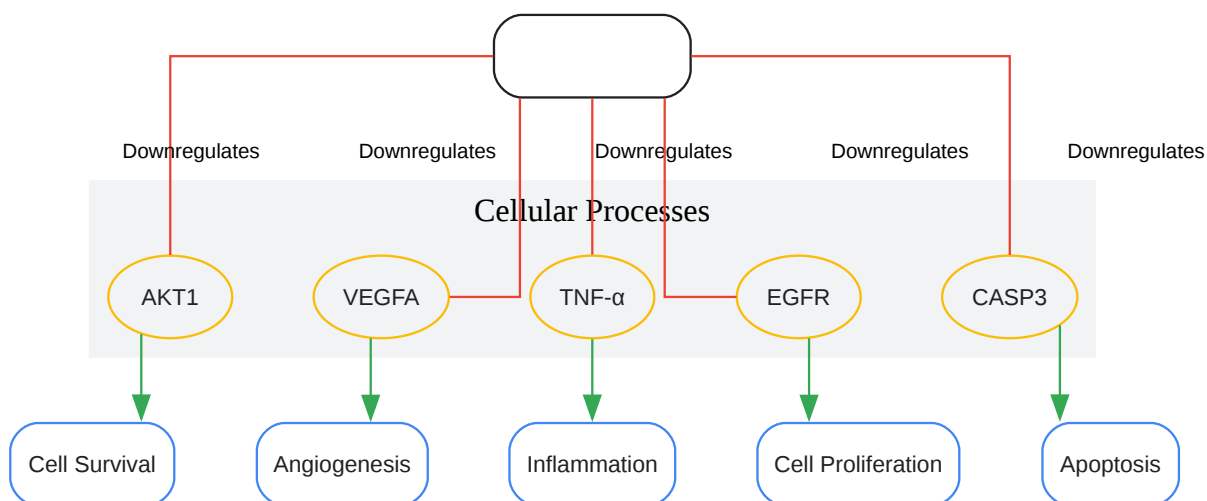 Downregulates Downregulates Downregulates Downregulates Downregulates
Cellular Processes
AKT1 VEGFA TNF-α EGFR CASP3
Cell Survival Angiogenesis Inflammation Cell Proliferation Apoptosis